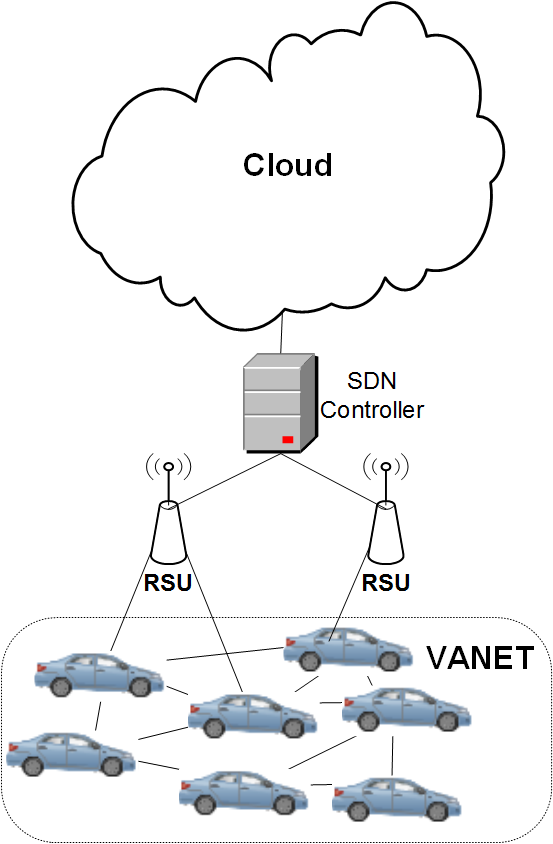 Cloud
SDN
Controller
RSU
RSU
VANET